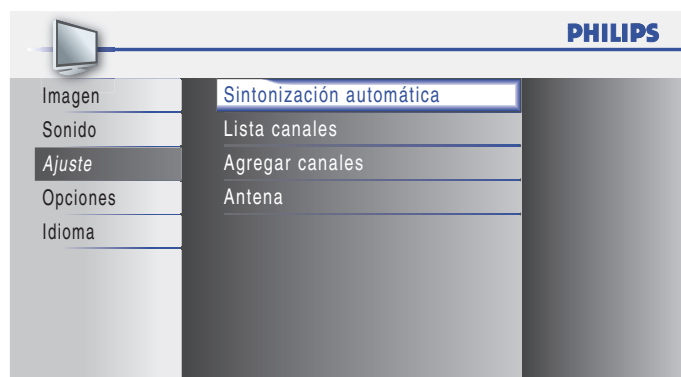 PHILIPS
Imagen
Sonido
Ajuste
Opciones
Idioma
Sintonización automática
Lista canales
Agregar canales
Antena